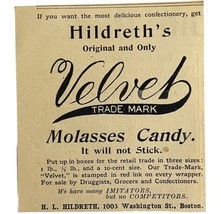 If you want the most delicious confectionery, get
Hildreth's
Original and Only
Velvet
TRADE MARK
Molasses Candy.
It will not Stick.
Put up in boxes for the retail trade in three sizes:
1 lb., ½ lb., and a 10-cent size. Our Trade-Mark,
"Velvet," is stamped in red ink on every wrapper.
For sale by Druggists, Grocers and Confectioners.
We have many IMITATORS,
but no COMPETITORS.
H. L. HILDRETH, 1003 Washington St., Boston.